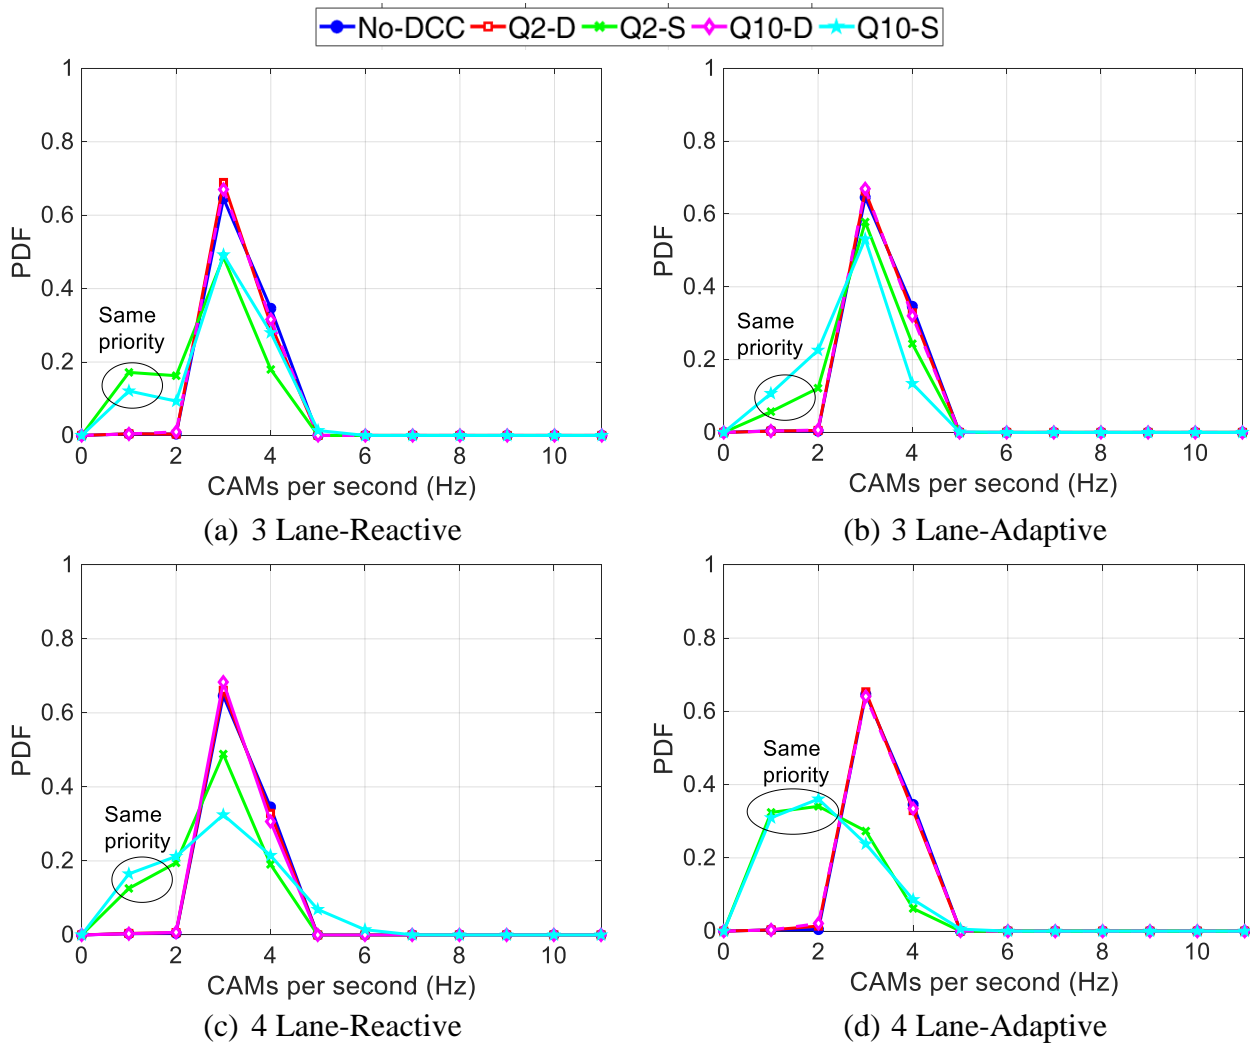 No-DCC Q2-D Q2-S Q10-D Q10-S
1
0.8
0.6
0.4
0.2
0
PDF
Same
priority
0 2 4 6 8 10
CAMs per second (Hz)
(a) 3 Lane-Reactive
1
0.8
0.6
0.4
0.2
0
PDF
Same
priority
0 2 4 6 8 10
CAMs per second (Hz)
(b) 3 Lane-Adaptive
1
0.8
0.6
0.4
0.2
0
PDF
Same
priority
0 2 4 6 8 10
CAMs per second (Hz)
(c) 4 Lane-Reactive
1
0.8
0.6
0.4
0.2
0
PDF
Same
priority
0 2 4 6 8 10
CAMs per second (Hz)
(d) 4 Lane-Adaptive